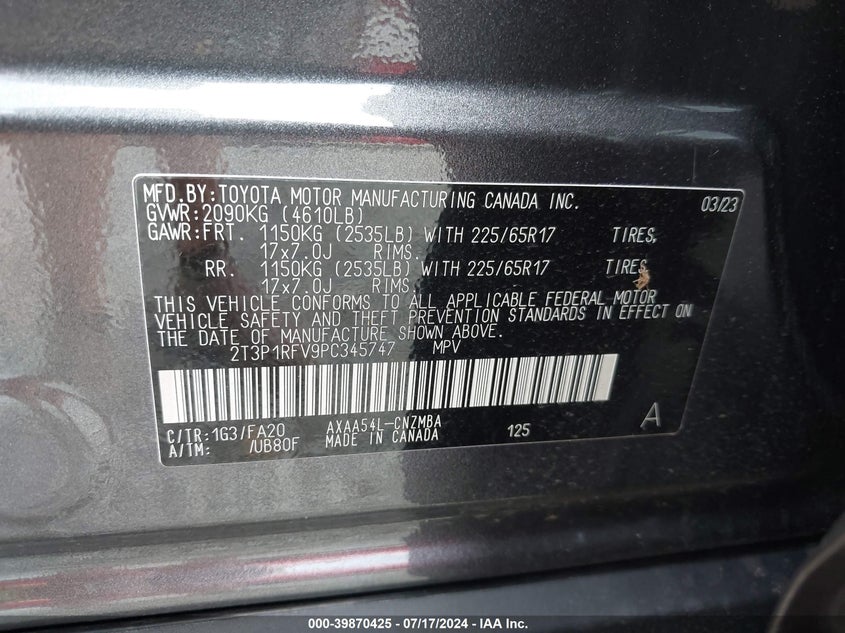 MFD.BY:TOYOTA MOTOR MANUFACTURING CANADA INC. 03/23
GVWR:2090KG (4610LB)
GAWR:FRT. 1150KG (2535LB) WITH 225/65R17 TIRES,
17x7.0J RIMS.
RR. 1150KG (2535LB) WITH 225/65R17 TIRES
17x7.0J RIMS.
THIS VEHICLE CONFORMS TO ALL APPLICABLE FEDERAL MOTOR
VEHICLE SAFETY AND THEFT PREVENTION STANDARDS IN EFFECT ON
THE DATE OF MANUFACTURE SHOWN ABOVE.
2T3P1RFV9PC345747 MPV
C/TR:1G3/FA20 AXAA54L-CNZMBA 125 A
A/TM: /UB80F MADE IN CANADA
000-39870425 - 07/17/2024 - IAA Inc.